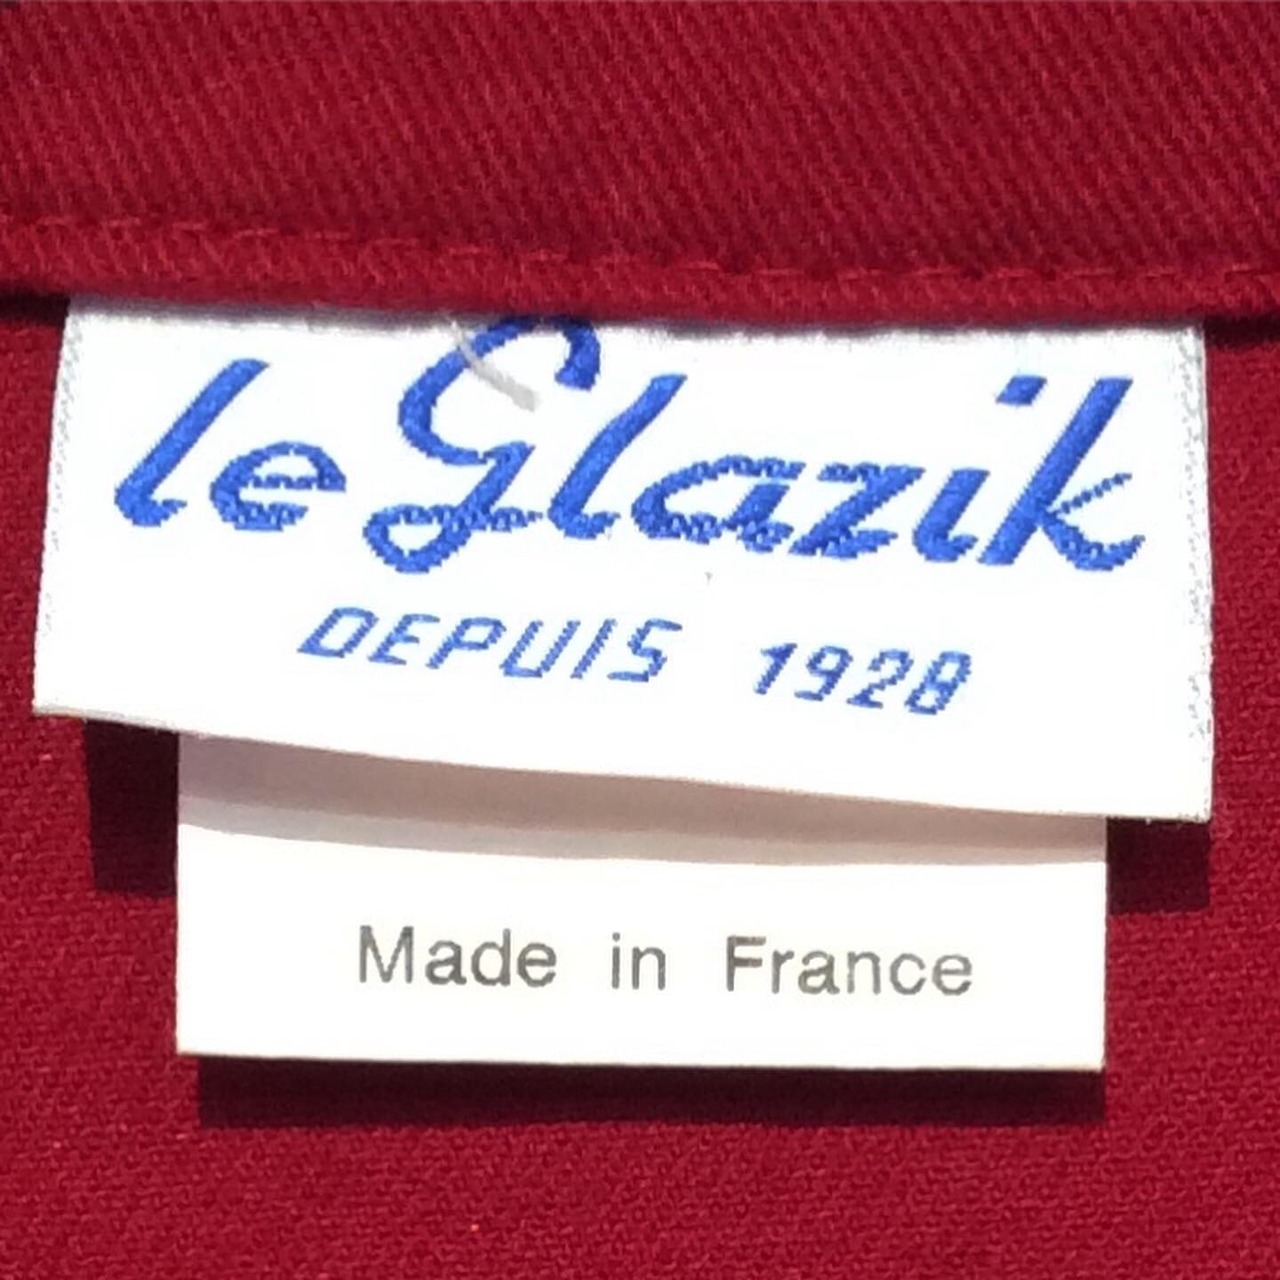 le Glazik
DEPUIS 1928
Made in France